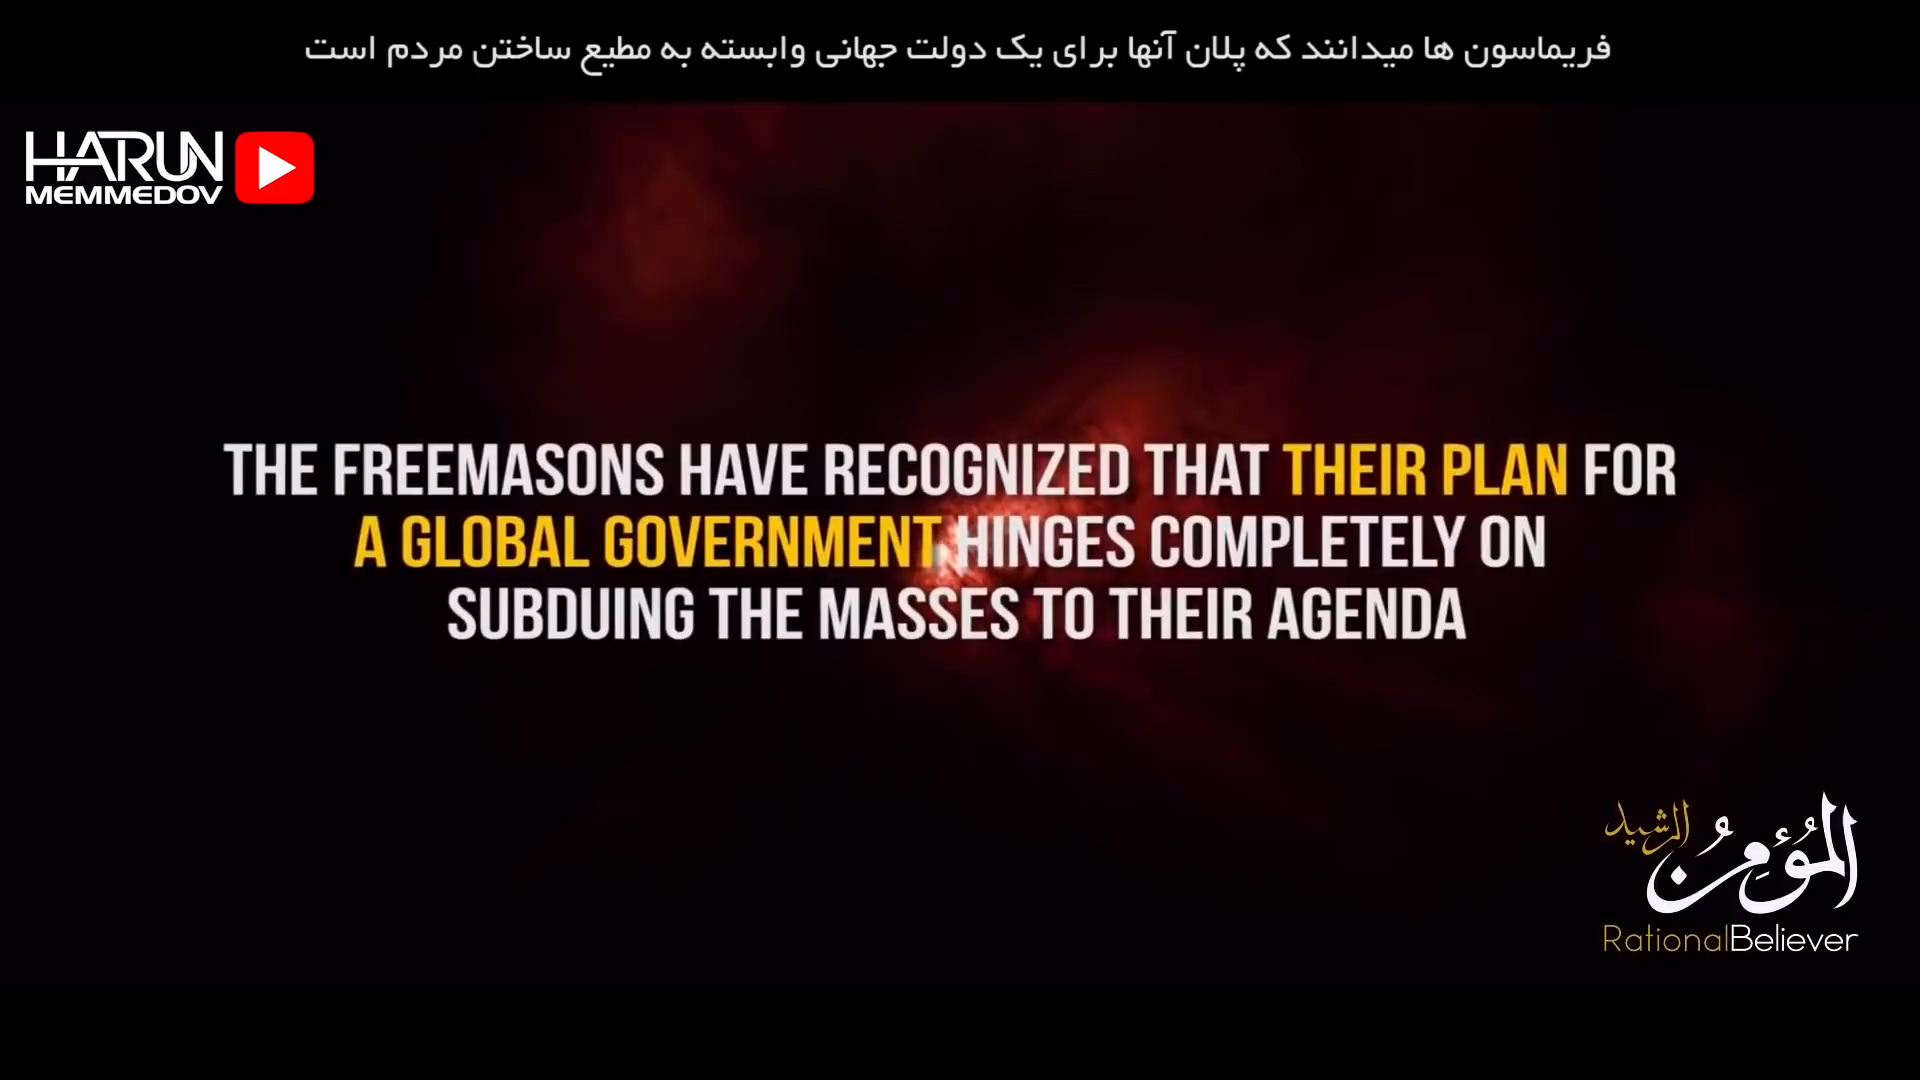 فریماسون ها میدانند که پلان آنها برای یک دولت جهانی وابسته به مطیع ساختن مردم است
HARUN
MEMMEDOV
THE FREEMASONS HAVE RECOGNIZED THAT THEIR PLAN FOR
A GLOBAL GOVERNMENT HINGES COMPLETELY ON
SUBDUING THE MASSES TO THEIR AGENDA
المُؤمِنُ الرشيد
RationalBeliever